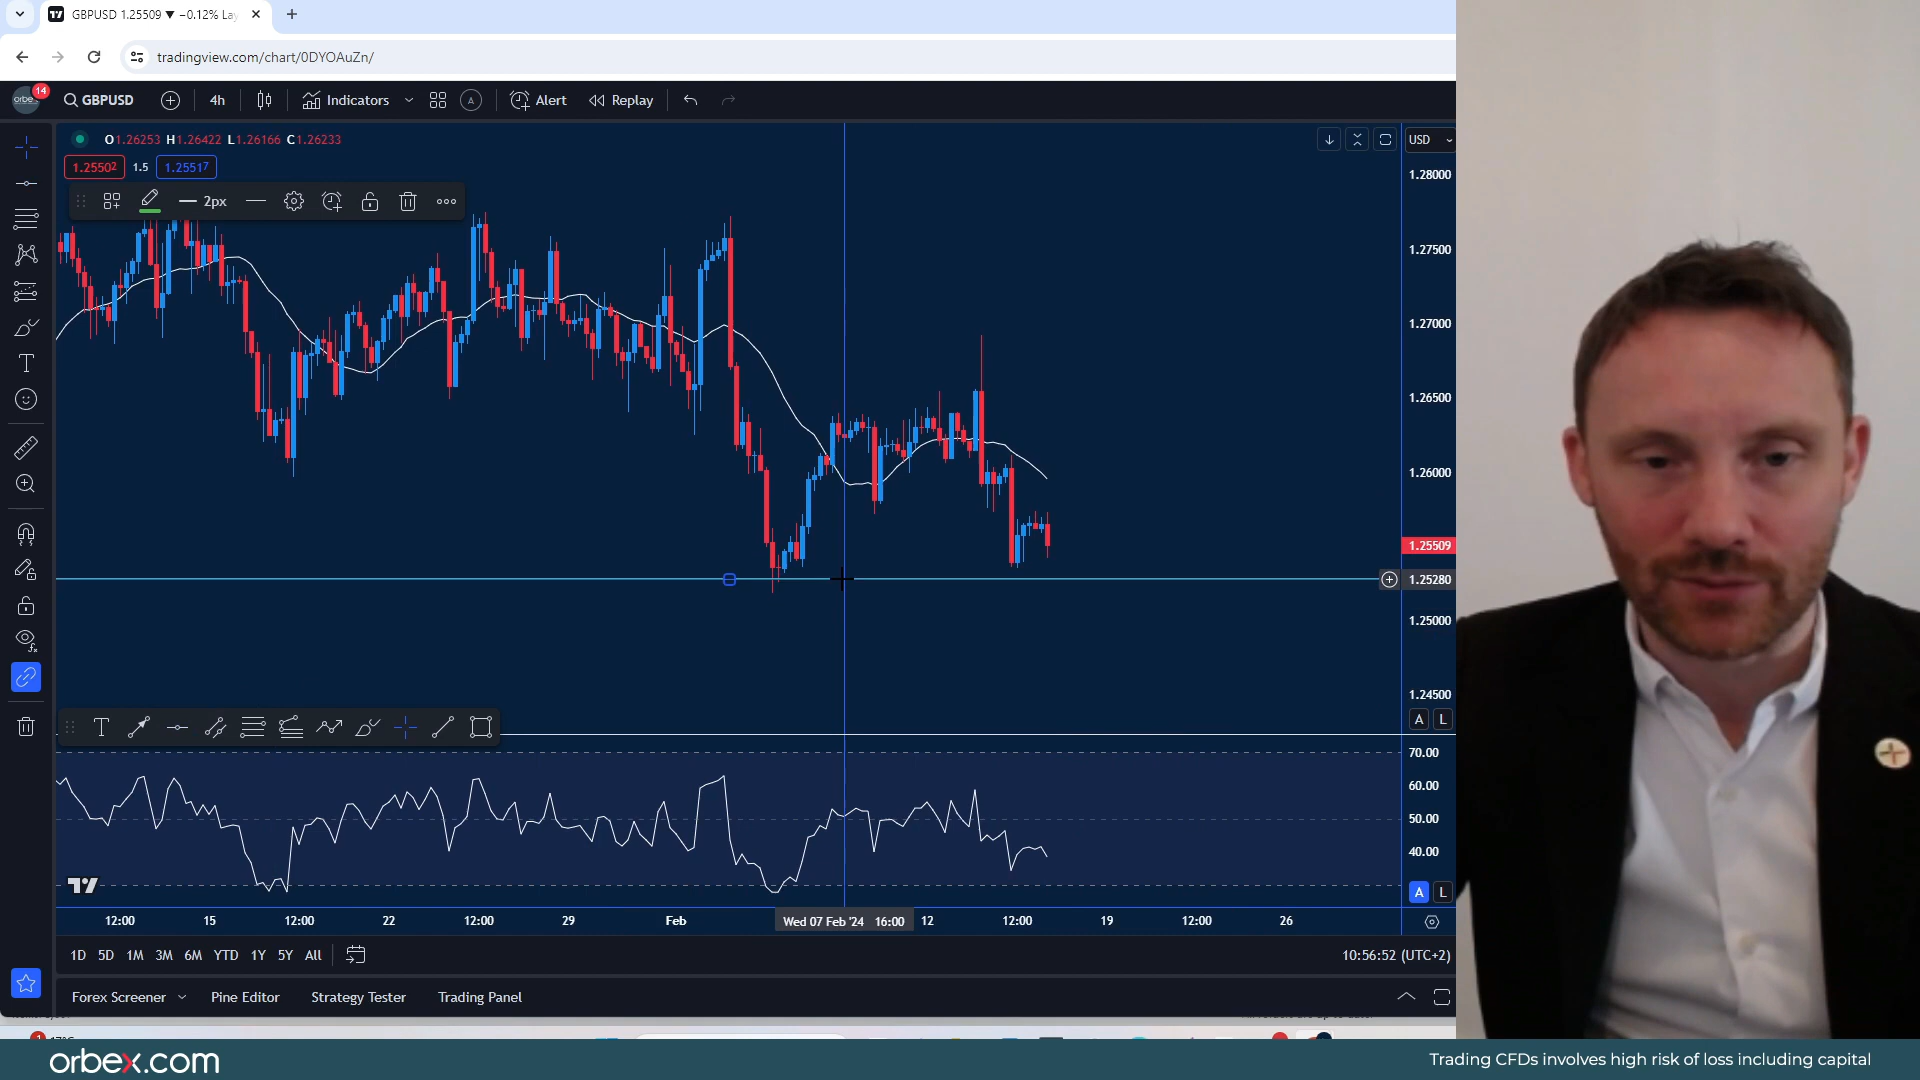 GBPUSD 1.25509 ▼ −0.12% La
tradingview.com/chart/0DYOAuZn/
orbex 14 GBPUSD 4h Indicators A Alert Replay
O1.26253 H1.26422 L1.26166 C1.26233
USD
1.25502 1.5 1.25517
2px
1.28000
1.27500
1.27000
1.26500
1.26000
1.25509
1.25280
1.25000
1.24500
A L
T
70.00
60.00
50.00
40.00
A L
12:00 15 12:00 22 12:00 29 Feb Wed 07 Feb '24 16:00 12 12:00 19 12:00 26
1D 5D 1M 3M 6M YTD 1Y 5Y All
10:56:52 (UTC+2)
Forex Screener Pine Editor Strategy Tester Trading Panel
orbex.com
Trading CFDs involves high risk of loss including capital